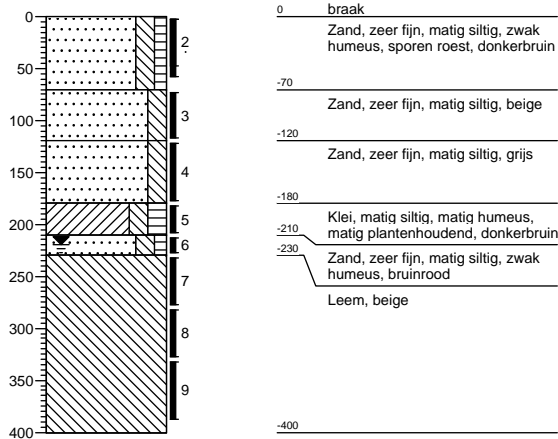 0
50
100
150
200
250
300
350
400
2
3
4
5
6
7
8
9
0 braak
Zand, zeer fijn, matig siltig, zwak
humeus, sporen roest, donkerbruin
-70
Zand, zeer fijn, matig siltig, beige
-120
Zand, zeer fijn, matig siltig, grijs
-180
Klei, matig siltig, matig humeus,
-210 matig plantenhoudend, donkerbruin
-230 Zand, zeer fijn, matig siltig, zwak
humeus, bruinrood
Leem, beige
-400